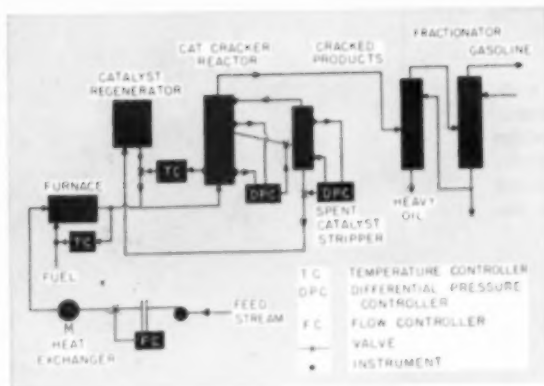 FRACTIONATOR
GASOLINE
CAT CRACKER
REACTOR
CRACKED
PRODUCTS
CATALYST
REGENERATOR
TC
FURNACE
DPC
DPC
HEAVY
OIL
SPENT
CATALYST
STRIPPER
TC
FUEL
FEED
STREAM
M
HEAT
EXCHANGER
FC
TC TEMPERATURE CONTROLLER
DPC DIFFERENTIAL PRESSURE
CONTROLLER
FC FLOW CONTROLLER
VALVE
INSTRUMENT